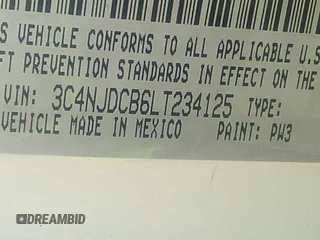 S VEHICLE CONFORMS TO ALL APPLICABLE U.S
FT PREVENTION STANDARDS IN EFFECT ON THE
VIN: 3C4NJDCB6LT234125 TYPE:
VEHICLE MADE IN MEXICO PAINT: PW3
DREAMBID